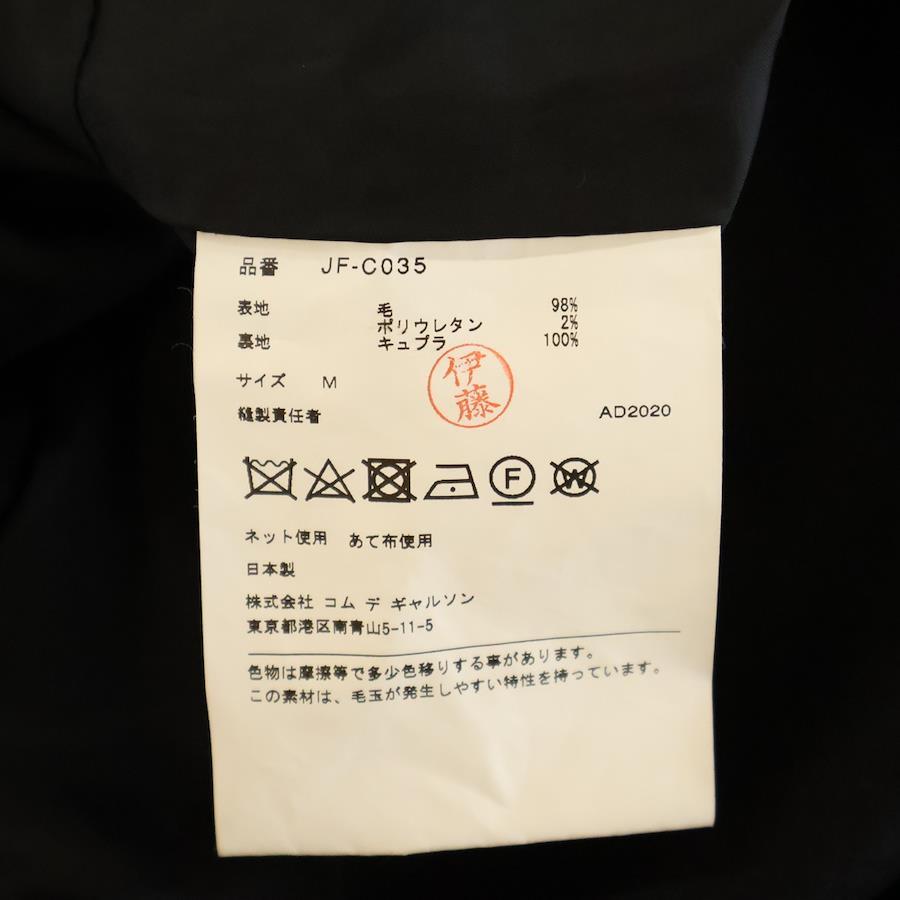 品番 JF-C035
表地 毛 98%
ポリウレタン 2%
裏地 キュプラ 100%
サイズ M
伊藤
縫製責任者 AD2020
F W
ネット使用 あて布使用
日本製
株式会社 コム デ ギャルソン
東京都港区南青山5-11-5
色物は摩擦等で多少色移りする事があります。
この素材は、毛玉が発生しやすい特性を持っています。